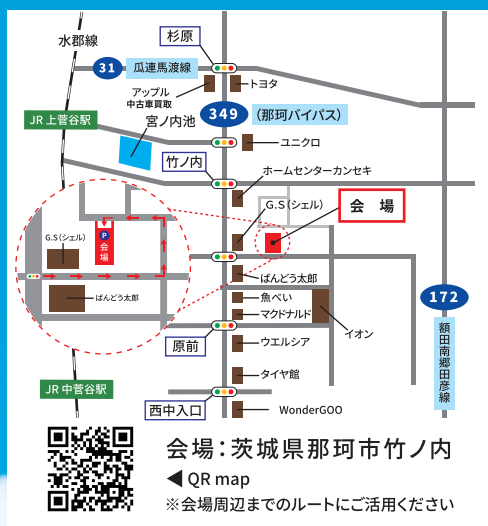 水郡線
杉原
31
瓜連馬渡線
アップル
中古車買取
トヨタ
JR 上菅谷駅
宮ノ内池
349
(那珂バイパス)
ユニクロ
竹ノ内
ホームセンターカンセキ
G.S(シェル)
会 場
G.S(シェル)
P
会
場
ばんどう太郎
ばんどう太郎
魚べい
マクドナルド
イオン
172
額田南郷田彦線
原前
ウエルシア
タイヤ館
JR 中菅谷駅
西中入口
WonderGOO
会場:茨城県那珂市竹ノ内
◀QR map
※会場周辺までのルートにご活用ください